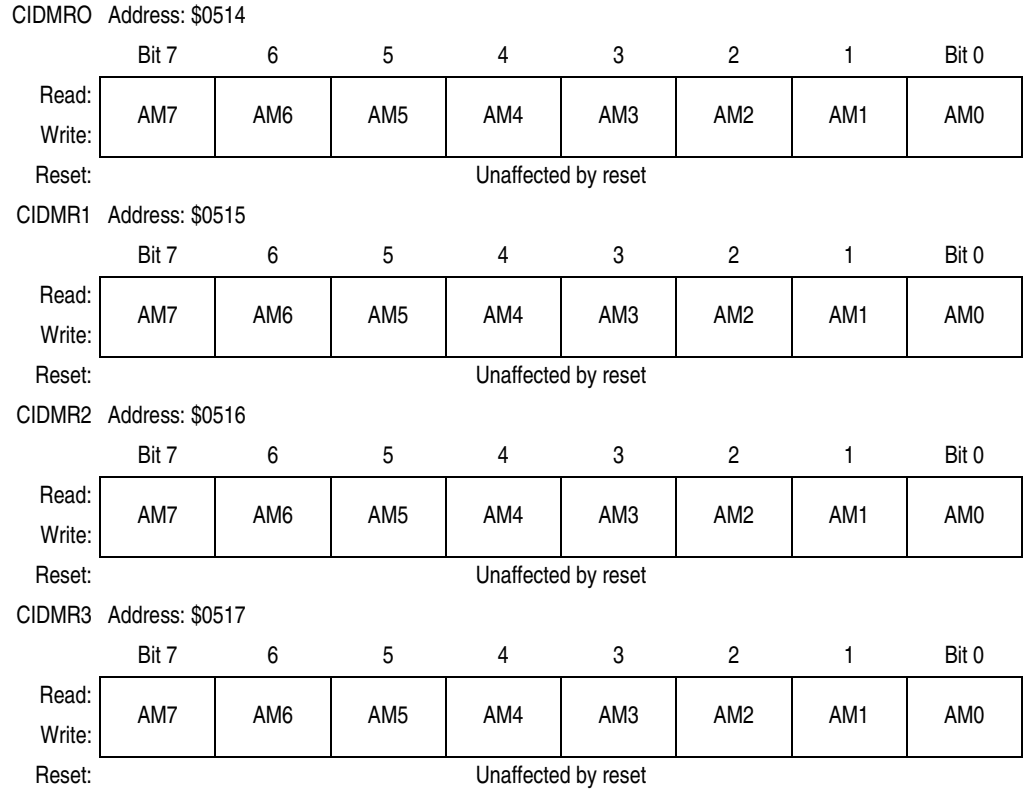 CIDMRO Address: $0514
Bit 7 6 5 4 3 2 1 Bit 0
Read:
AM7 AM6 AM5 AM4 AM3 AM2 AM1 AM0
Write:
Reset: Unaffected by reset
CIDMR1 Address: $0515
Bit 7 6 5 4 3 2 1 Bit 0
Read:
AM7 AM6 AM5 AM4 AM3 AM2 AM1 AM0
Write:
Reset: Unaffected by reset
CIDMR2 Address: $0516
Bit 7 6 5 4 3 2 1 Bit 0
Read:
AM7 AM6 AM5 AM4 AM3 AM2 AM1 AM0
Write:
Reset: Unaffected by reset
CIDMR3 Address: $0517
Bit 7 6 5 4 3 2 1 Bit 0
Read:
AM7 AM6 AM5 AM4 AM3 AM2 AM1 AM0
Write:
Reset: Unaffected by reset